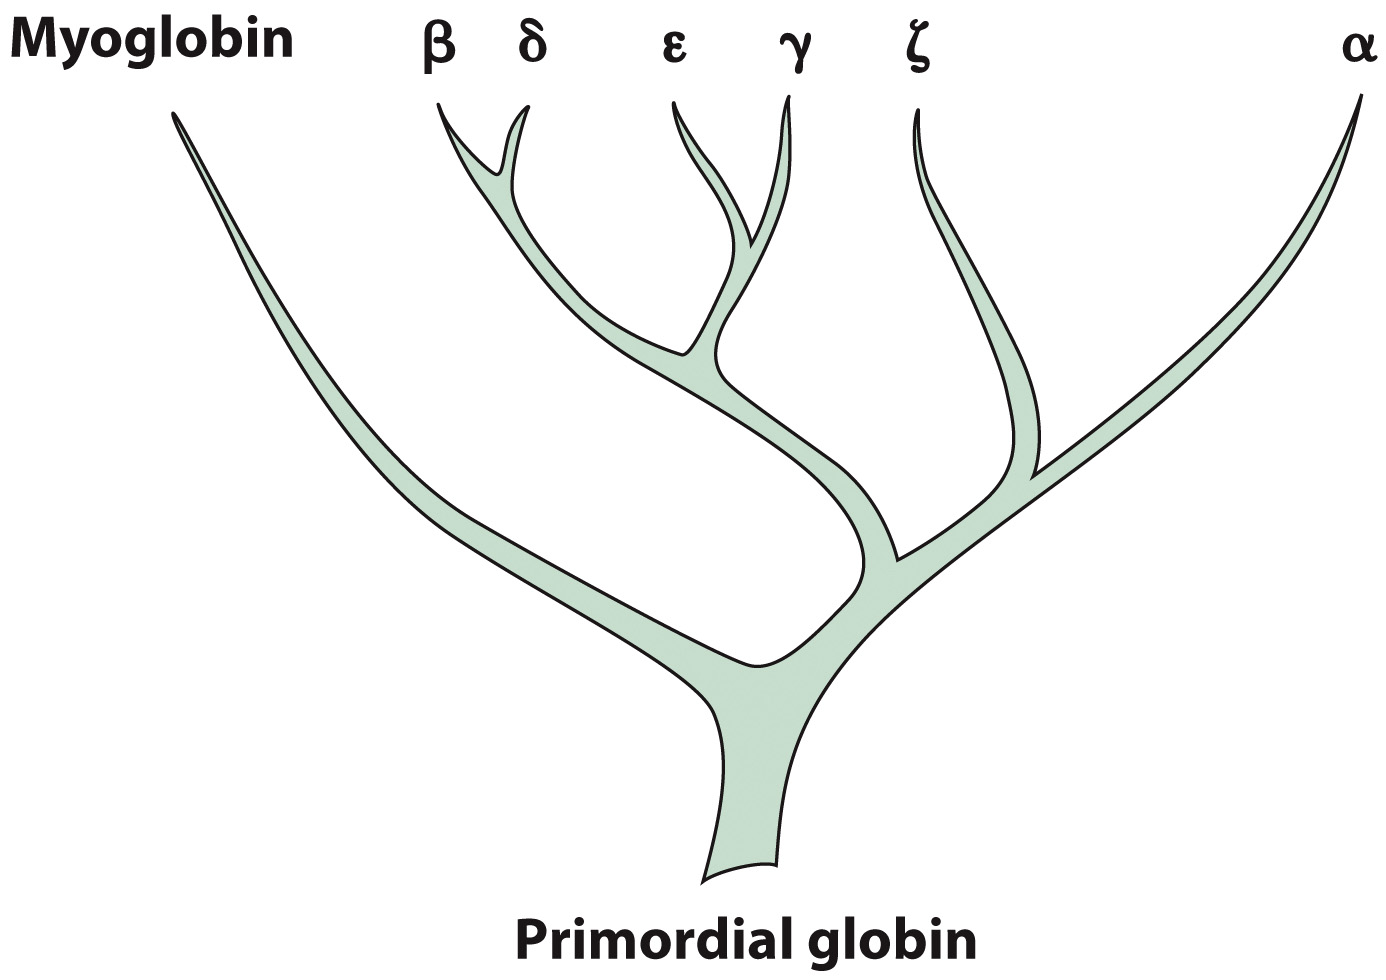 Myoglobin β δ ε γ ζ α
Primordial globin